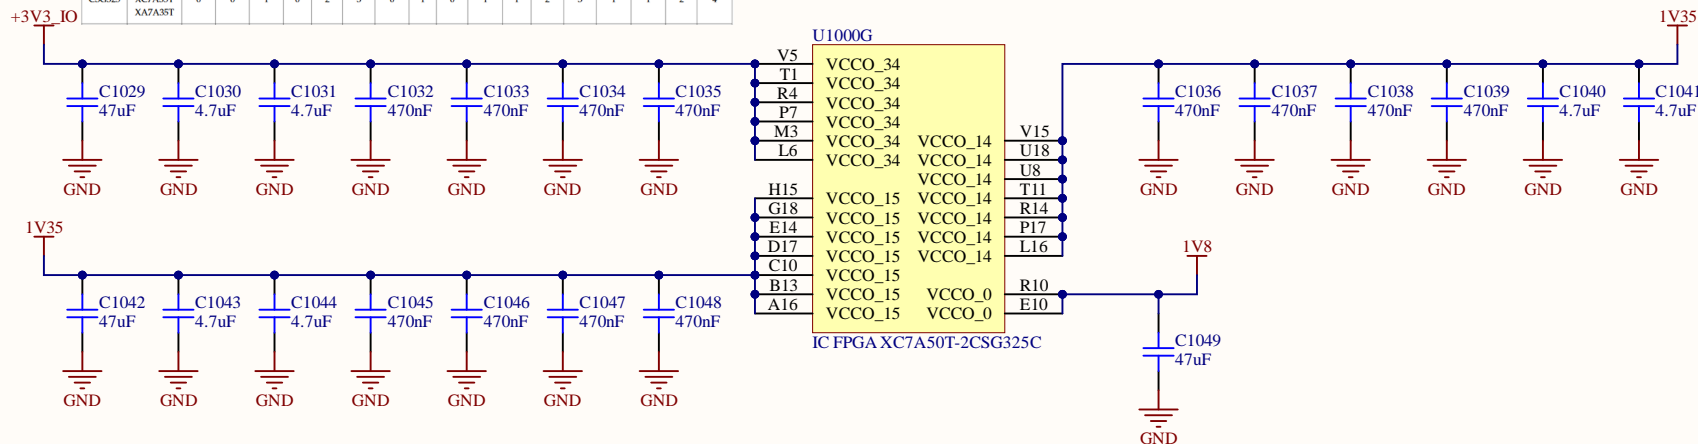 XA7A35T
+3V3_IO
1V35
U1000G
C1029
47uF
C1030
4.7uF
C1031
4.7uF
C1032
470nF
C1033
470nF
C1034
470nF
C1035
470nF
GND
GND
GND
GND
GND
GND
GND
V5 VCCO_34
T1 VCCO_34
R4 VCCO_34
P7 VCCO_34
M3 VCCO_34 VCCO_14 V15
L6 VCCO_34 VCCO_14 U18
VCCO_14 U8
H15 VCCO_15 VCCO_14 T11
G18 VCCO_15 VCCO_14 R14
E14 VCCO_15 VCCO_14 P17
D17 VCCO_15 VCCO_14 L16
C10 VCCO_15
B13 VCCO_15 VCCO_0 R10
A16 VCCO_15 VCCO_0 E10
IC FPGA XC7A50T-2CSG325C
C1036
470nF
C1037
470nF
C1038
470nF
C1039
470nF
C1040
4.7uF
C1041
4.7uF
GND
GND
GND
GND
GND
GND
1V35
C1042
47uF
C1043
4.7uF
C1044
4.7uF
C1045
470nF
C1046
470nF
C1047
470nF
C1048
470nF
GND
GND
GND
GND
GND
GND
GND
1V8
C1049
47uF
GND